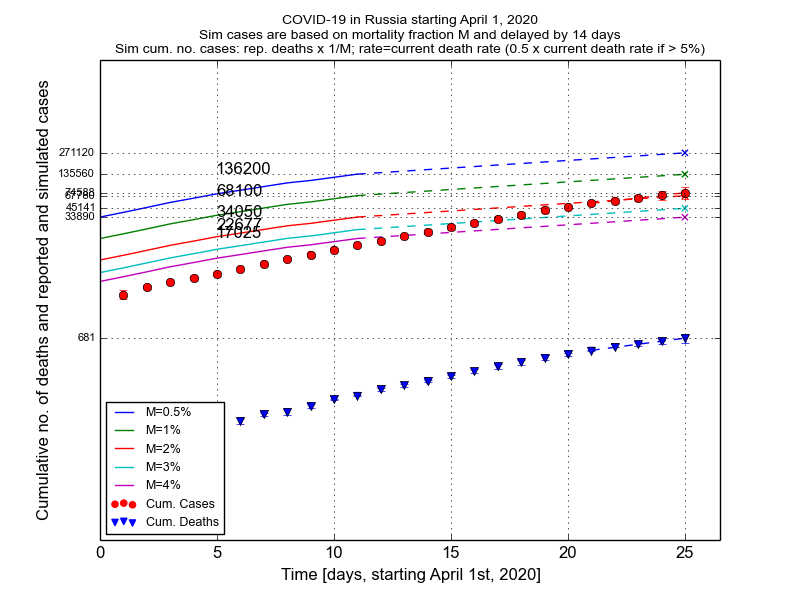 COVID-19 in Russia starting April 1, 2020
Sim cases are based on mortality fraction M and delayed by 14 days
Sim cum. no. cases: rep. deaths x 1/M; rate=current death rate (0.5 x current death rate if > 5%)
Cumulative no. of deaths and reported and simulated cases
271120
135560
67780
45141
33890
681
136200
68100
34050
22677
17025
M=0.5%
M=1%
M=2%
M=3%
M=4%
Cum. Cases
Cum. Deaths
0 5 10 15 20 25
Time [days, starting April 1st, 2020]